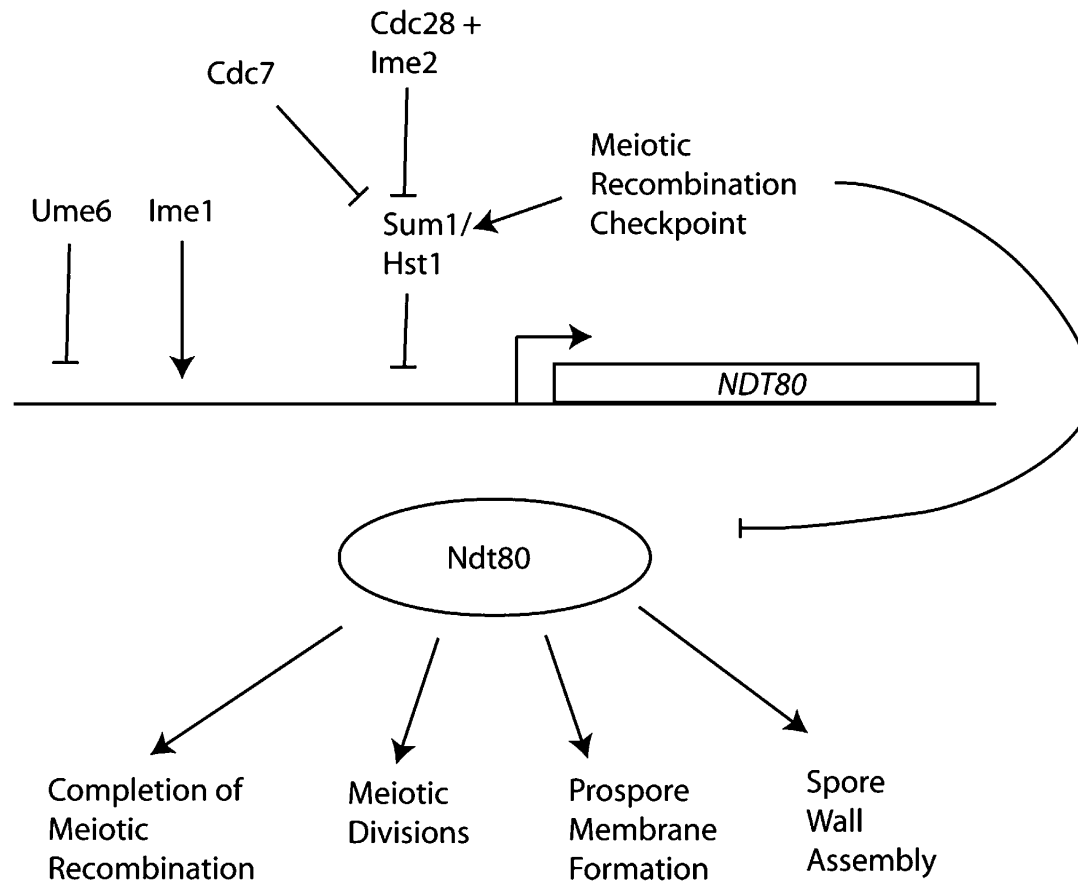 Cdc28 +
Ime2
Cdc7
Meiotic
Recombination
Checkpoint
Ume6
Ime1
Sum1/
Hst1
NDT80
Ndt80
Completion of
Meiotic
Recombination
Meiotic
Divisions
Prospore
Membrane
Formation
Spore
Wall
Assembly